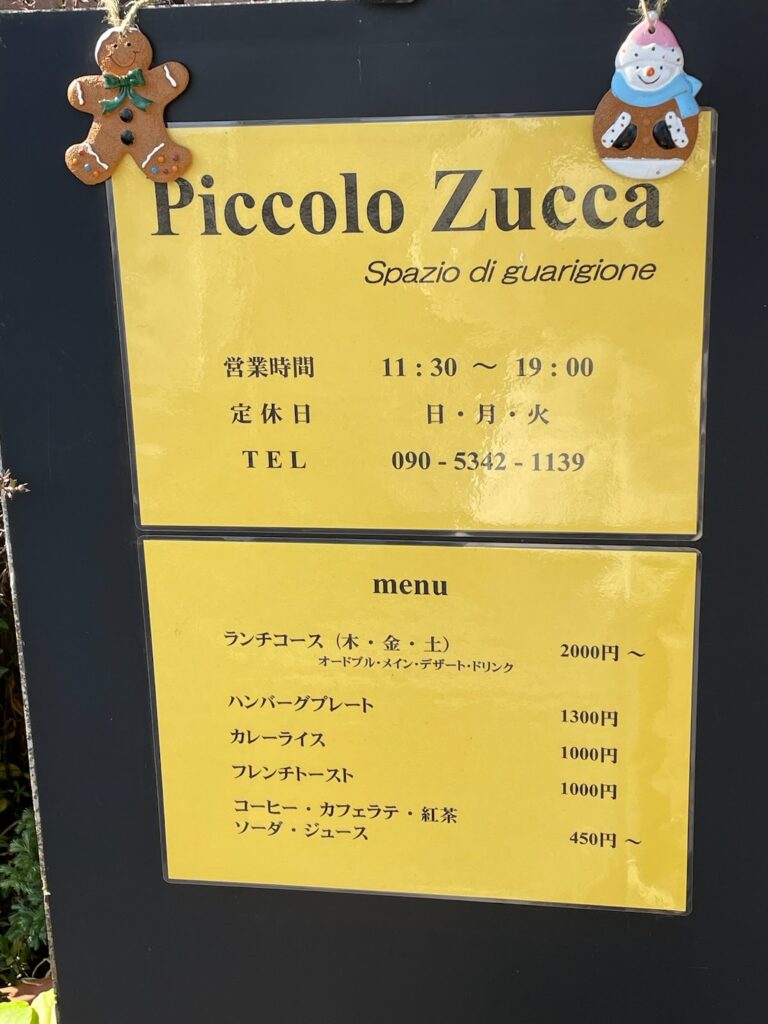 Piccolo Zucca
Spazio di guarigione
営業時間 11 : 30 ～ 19 : 00
定休日 日・月・火
TEL 090 - 5342 - 1139
menu
ランチコース（木・金・土） 2000円 ～
オードブル・メイン・デザート・ドリンク
ハンバーグプレート 1300円
カレーライス 1000円
フレンチトースト 1000円
コーヒー・カフェラテ・紅茶
ソーダ・ジュース 450円 ～